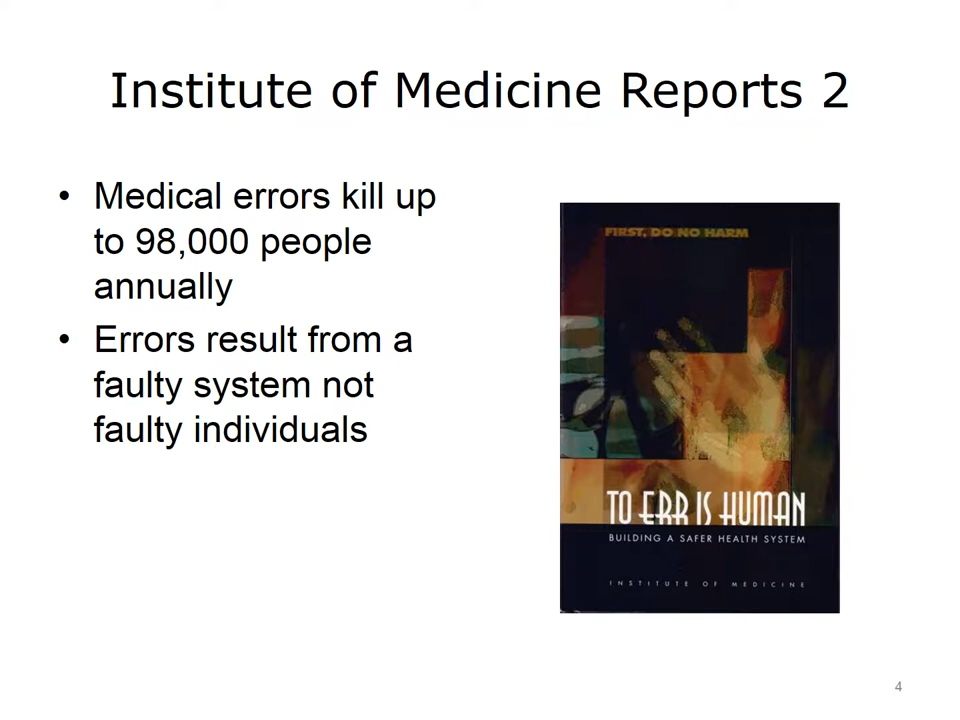 Institute of Medicine Reports 2
• Medical errors kill up
to 98,000 people
annually
• Errors result from a
faulty system not
faulty individuals
FIRST, DO NO HARM
TO ERR IS HUMAN
BUILDING A SAFER HEALTH SYSTEM
INSTITUTE OF MEDICINE
4